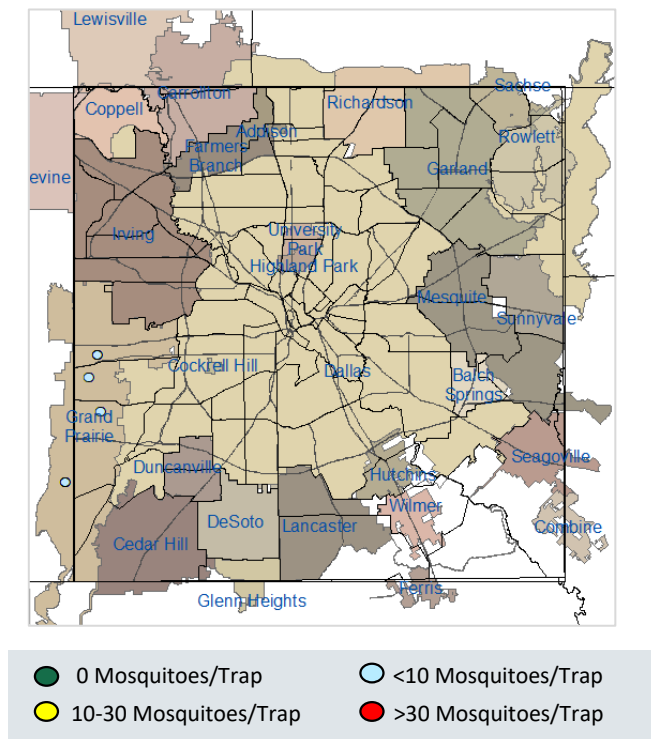 Lewisville
Carrollton
Sachse
Coppell
Richardson
Addison
Rowlett
Farmers
Branch
Garland
evine
Irving
University
Park
Highland Park
Mesquite
Sunnyvale
Cockrell Hill
Dallas
Balch
Springs
Grand
Prairie
Seagoville
Duncanville
Hutchins
Wilmer
DeSoto
Lancaster
Combine
Cedar Hill
Ferris
Glenn Heights
0 Mosquitoes/Trap
<10 Mosquitoes/Trap
10-30 Mosquitoes/Trap
>30 Mosquitoes/Trap